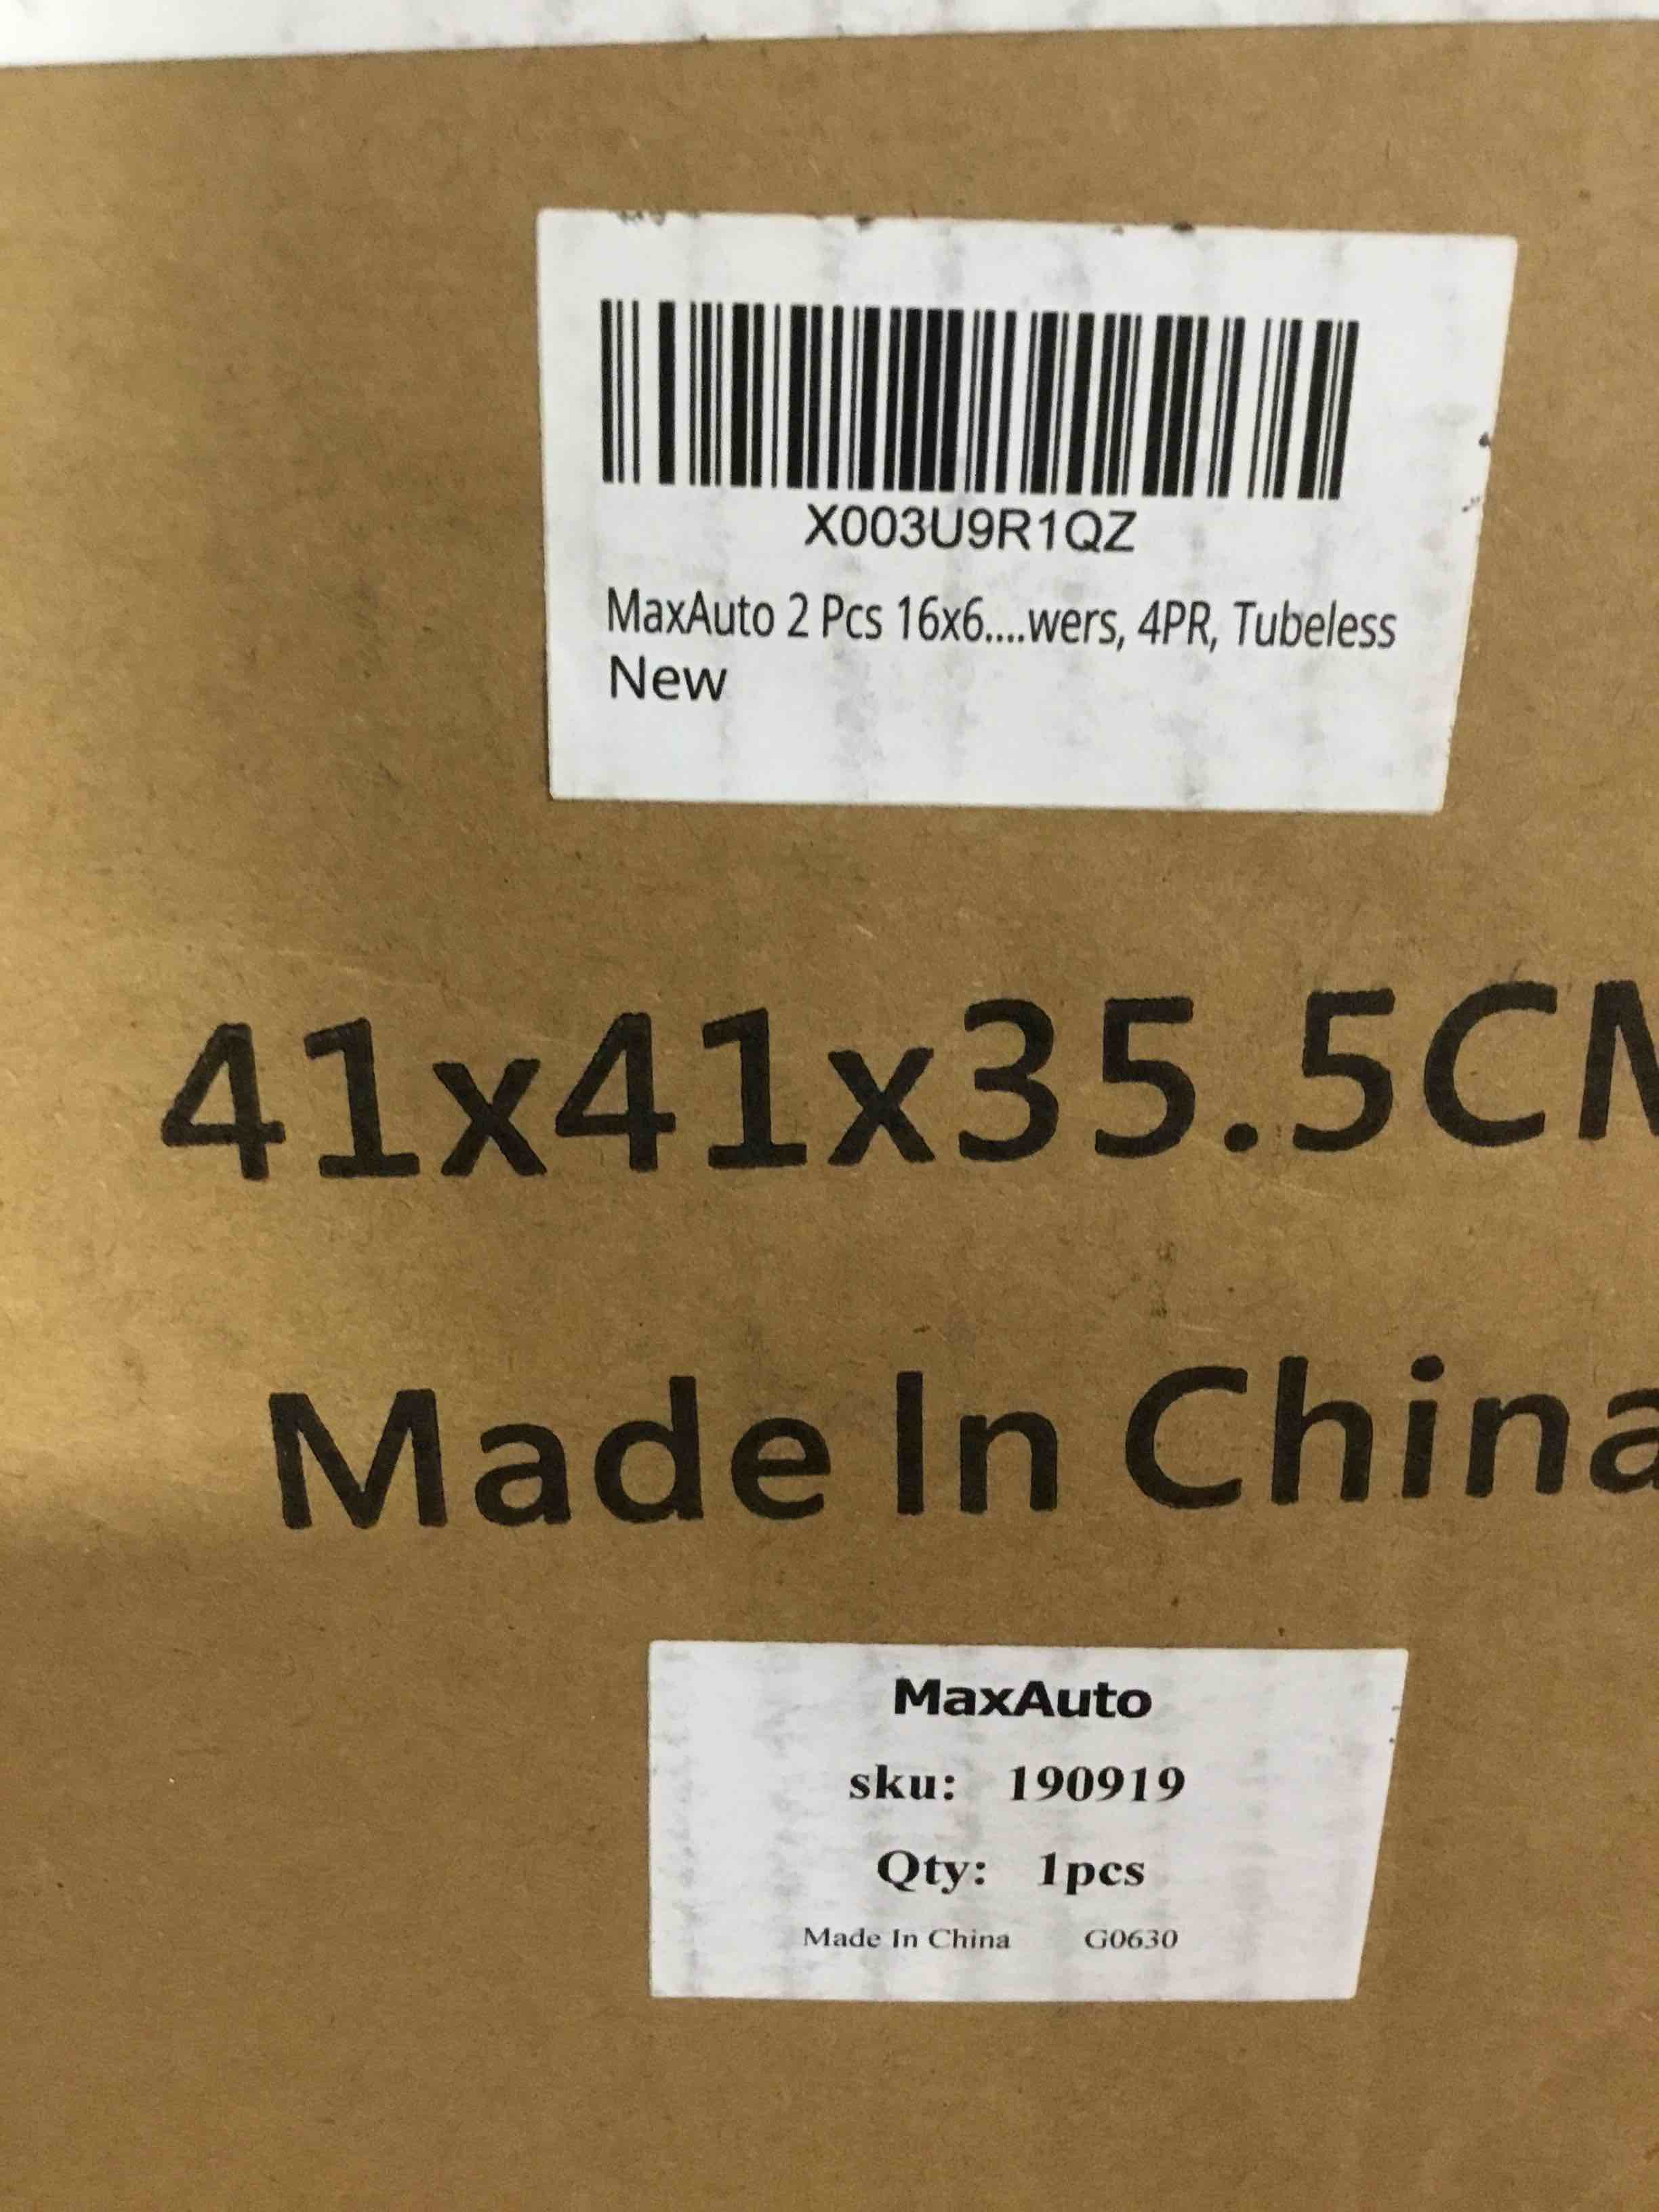 X003U9R1QZ
MaxAuto 2 Pcs 16x6....wers, 4PR, Tubeless
New
41x41x35.5CM
Made In China
MaxAuto
sku: 190919
Qty: 1pcs
Made In China G0630